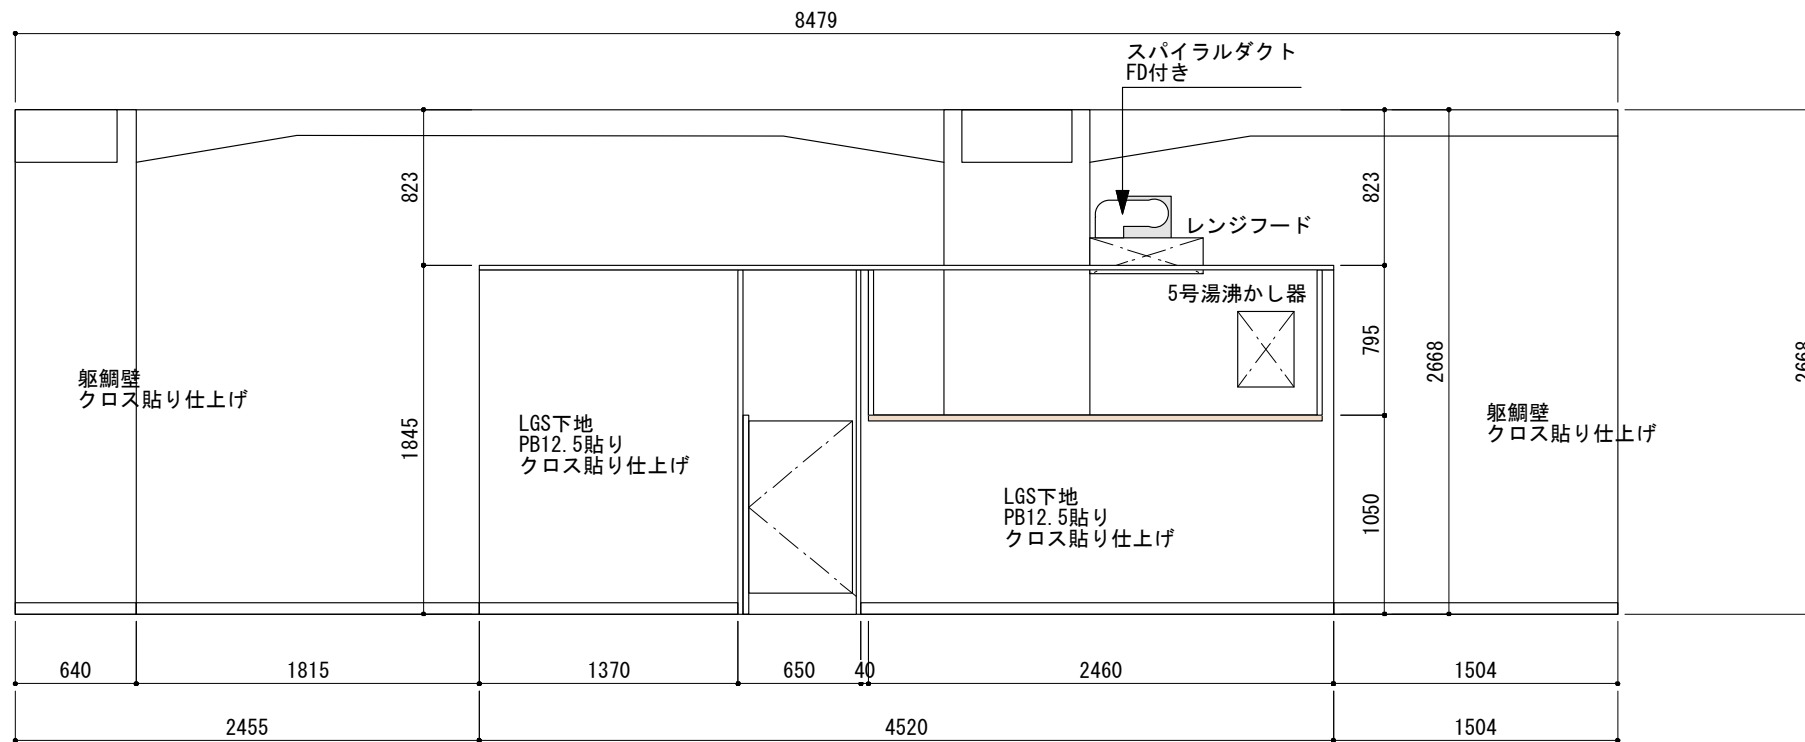 8479
スパイラルダクト
FD付き
823
823
レンジフード
5号湯沸かし器
795
2668
2668
躯鯛壁
クロス貼り仕上げ
LGS下地
PB12.5貼り
クロス貼り仕上げ
1845
躯鯛壁
クロス貼り仕上げ
LGS下地
PB12.5貼り
クロス貼り仕上げ
1050
640
1815
1370
650
40
2460
1504
2455
4520
1504